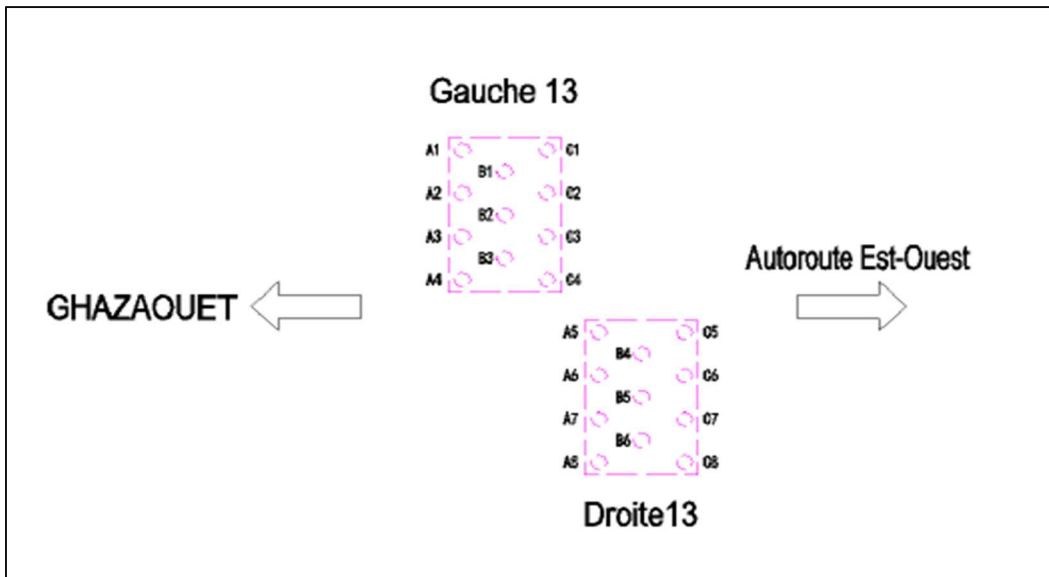 Gauche 13
A1 C1
B1
A2 C2
B2
A3 C3
B3
A4 C4
GHAZAOUET
Autoroute Est-Ouest
A5 C5
B4
A6 C6
B5
A7 C7
B6
A8 C8
Droite13